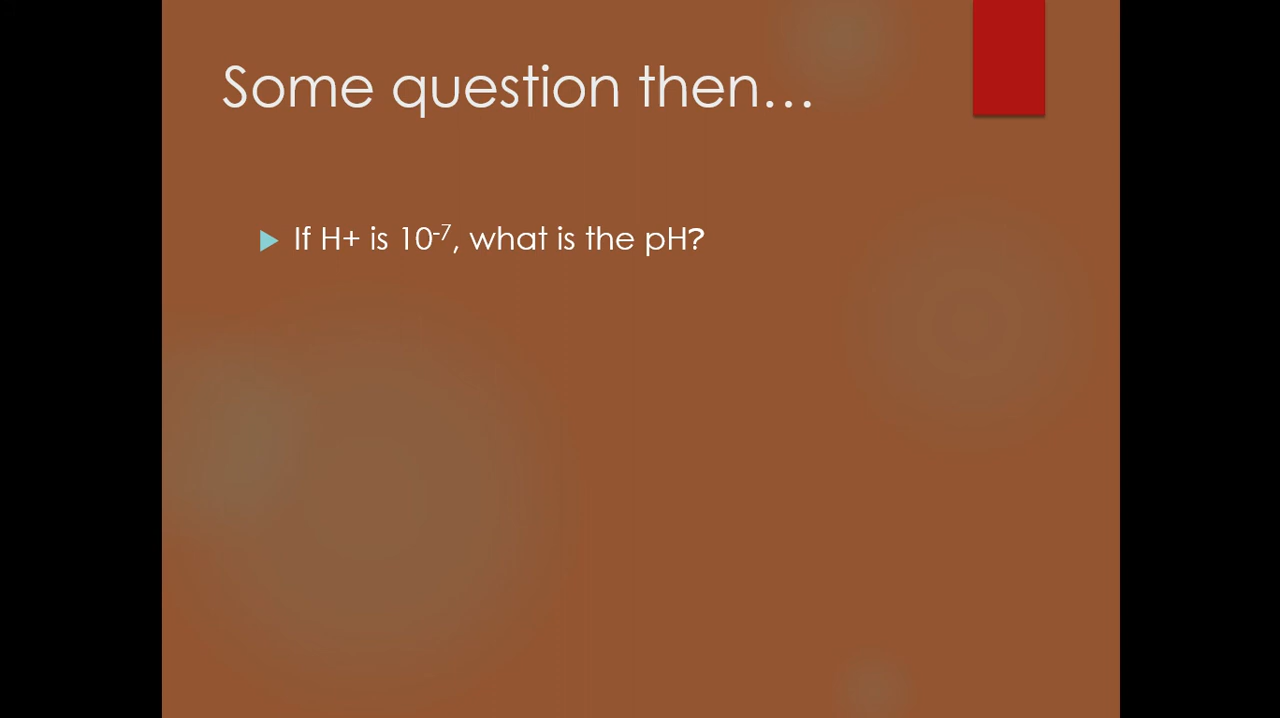 Some question then…
If H+ is 10⁻⁷, what is the pH?